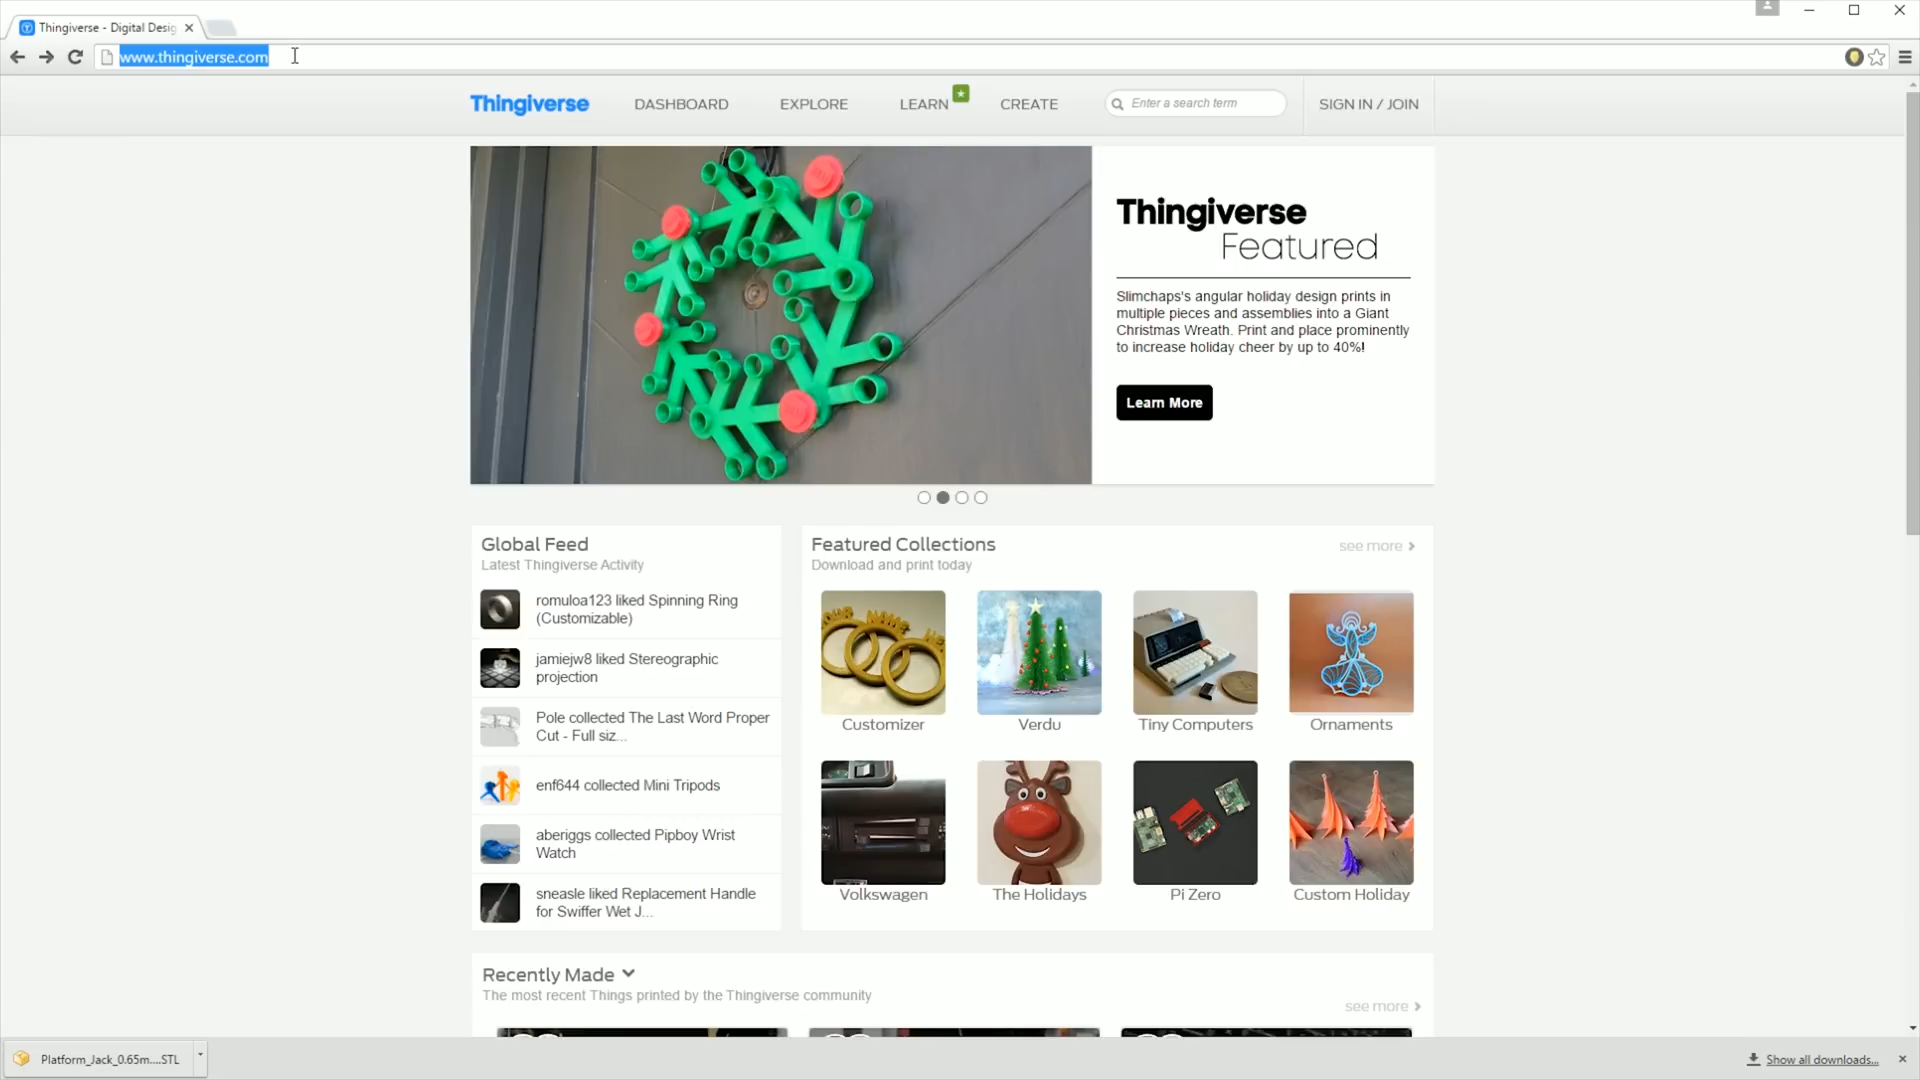 Thingiverse - Digital Desig
www.thingiverse.com
Thingiverse
DASHBOARD
EXPLORE
LEARN
CREATE
Enter a search term
SIGN IN / JOIN
Thingiverse
Featured
Slimchaps's angular holiday design prints in
multiple pieces and assemblies into a Giant
Christmas Wreath. Print and place prominently
to increase holiday cheer by up to 40%!
Learn More
Global Feed
Latest Thingiverse Activity
romuloa123 liked Spinning Ring
(Customizable)
jamiejw8 liked Stereographic
projection
Pole collected The Last Word Proper
Cut - Full siz...
enf644 collected Mini Tripods
aberiggs collected Pipboy Wrist
Watch
sneasle liked Replacement Handle
for Swiffer Wet J...
Featured Collections
see more
Download and print today
Customizer
Verdu
Tiny Computers
Ornaments
Volkswagen
The Holidays
Pi Zero
Custom Holiday
Recently Made
The most recent Things printed by the Thingiverse community
see more
Platform_Jack_0.65m....STL
Show all downloads...